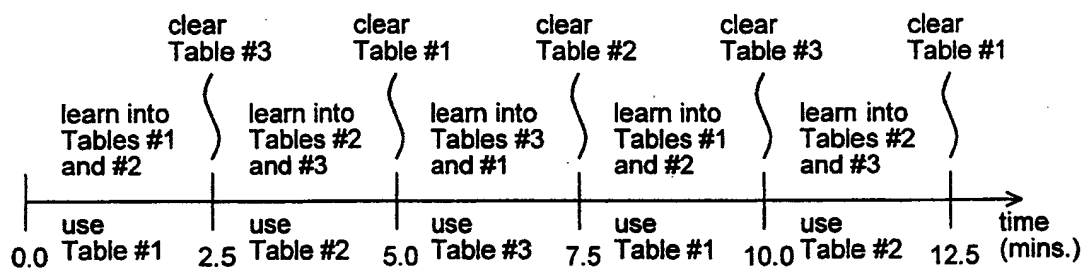 clear
Table #3
clear
Table #1
clear
Table #2
clear
Table #3
clear
Table #1
learn into
Tables #1
and #2
learn into
Tables #2
and #3
learn into
Tables #3
and #1
learn into
Tables #1
and #2
learn into
Tables #2
and #3
use
Table #1
use
Table #2
use
Table #3
use
Table #1
use
Table #2
time
(mins.)
0.0
2.5
5.0
7.5
10.0
12.5